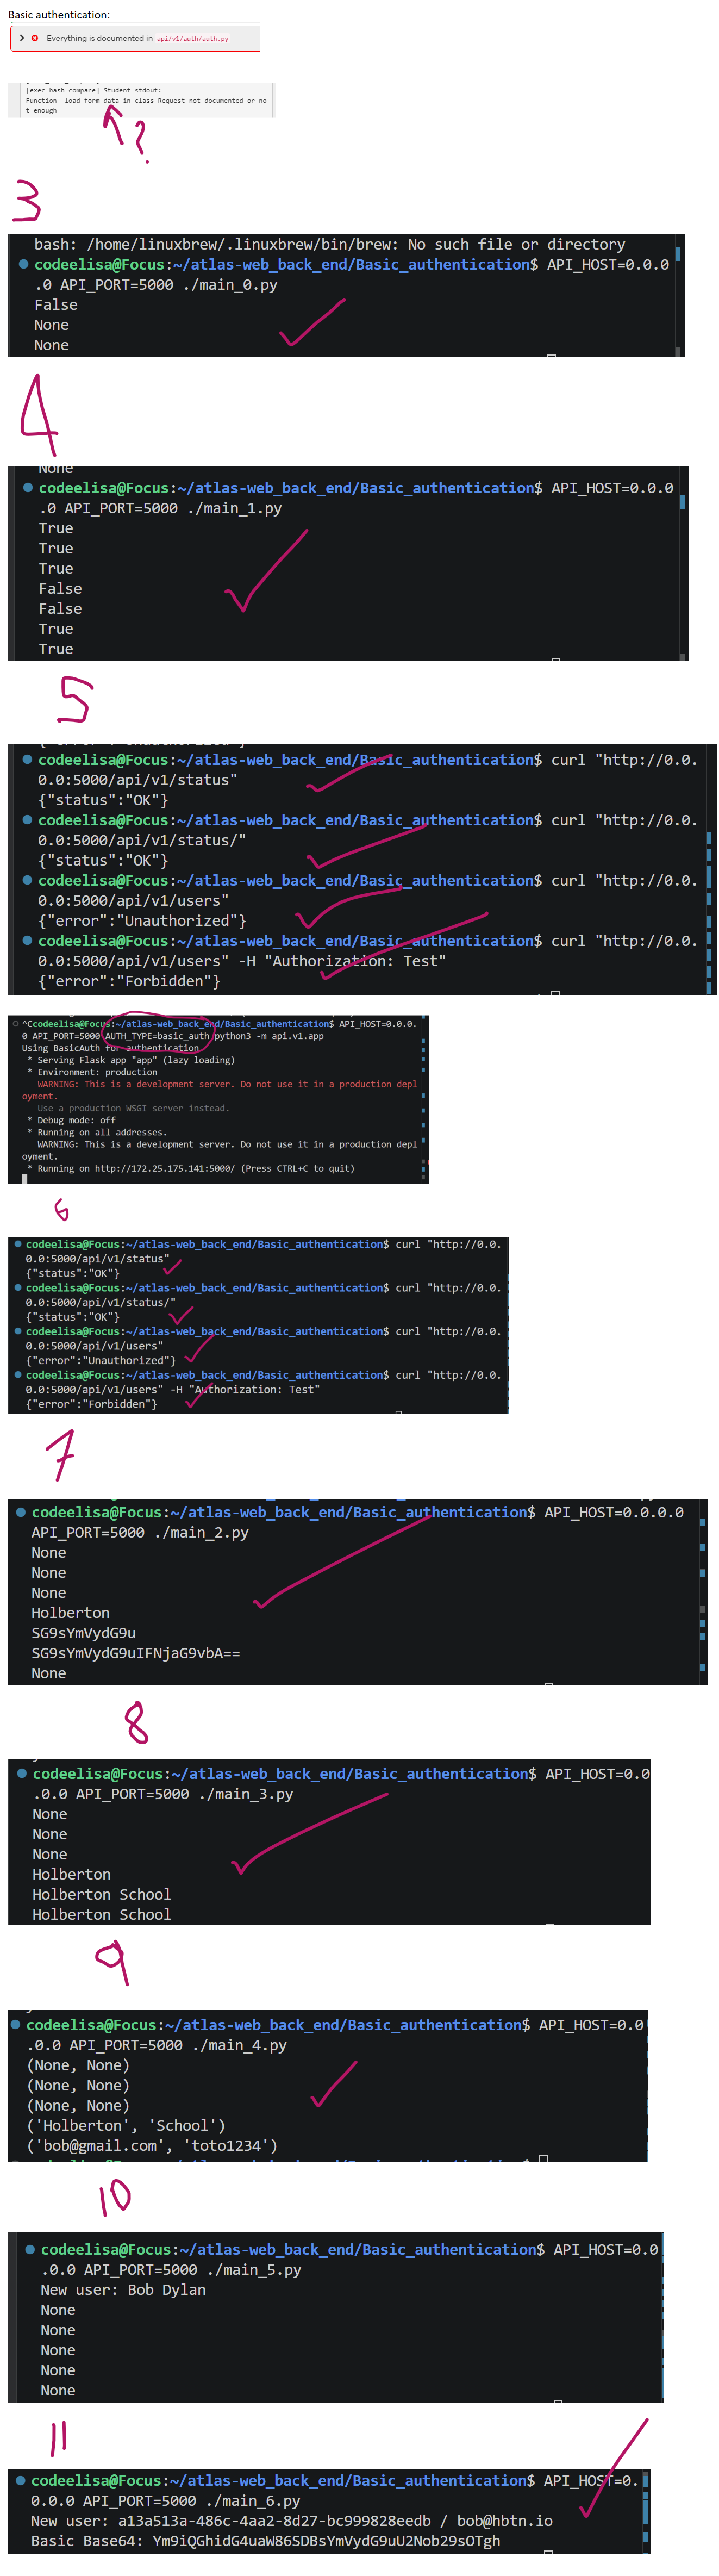 Basic authentication:
Everything is documented in api/v1/auth/auth.py
[exec_bash_compare] Student stdout:
Function _load_form_data in class Request not documented or no
t enough
?
3
bash: /home/linuxbrew/.linuxbrew/bin/brew: No such file or directory
codeelisa@Focus:~/atlas-web_back_end/Basic_authentication$ API_HOST=0.0.0
.0 API_PORT=5000 ./main_0.py
False
None
None
4
None
codeelisa@Focus:~/atlas-web_back_end/Basic_authentication$ API_HOST=0.0.0
.0 API_PORT=5000 ./main_1.py
True
True
True
False
False
True
True
5
codeelisa@Focus:~/atlas-web_back_end/Basic_authentication$ curl "http://0.0.
0.0:5000/api/v1/status"
{"status":"OK"}
codeelisa@Focus:~/atlas-web_back_end/Basic_authentication$ curl "http://0.0.
0.0:5000/api/v1/status/"
{"status":"OK"}
codeelisa@Focus:~/atlas-web_back_end/Basic_authentication$ curl "http://0.0.
0.0:5000/api/v1/users"
{"error":"Unauthorized"}
codeelisa@Focus:~/atlas-web_back_end/Basic_authentication$ curl "http://0.0.
0.0:5000/api/v1/users" -H "Authorization: Test"
{"error":"Forbidden"}
^Ccodeelisa@Focus:~/atlas-web_back_end/Basic_authentication$ API_HOST=0.0.0.
0 API_PORT=5000 AUTH_TYPE=basic_auth python3 -m api.v1.app
Using BasicAuth for authentication
* Serving Flask app "app" (lazy loading)
* Environment: production
WARNING: This is a development server. Do not use it in a production depl
oyment.
Use a production WSGI server instead.
* Debug mode: off
* Running on all addresses.
WARNING: This is a development server. Do not use it in a production depl
oyment.
* Running on http://172.25.175.141:5000/ (Press CTRL+C to quit)
6
codeelisa@Focus:~/atlas-web_back_end/Basic_authentication$ curl "http://0.0.
0.0:5000/api/v1/status"
{"status":"OK"}
codeelisa@Focus:~/atlas-web_back_end/Basic_authentication$ curl "http://0.0.
0.0:5000/api/v1/status/"
{"status":"OK"}
codeelisa@Focus:~/atlas-web_back_end/Basic_authentication$ curl "http://0.0.
0.0:5000/api/v1/users"
{"error":"Unauthorized"}
codeelisa@Focus:~/atlas-web_back_end/Basic_authentication$ curl "http://0.0.
0.0:5000/api/v1/users" -H "Authorization: Test"
{"error":"Forbidden"}
7
codeelisa@Focus:~/atlas-web_back_end/Basic_authentication$ API_HOST=0.0.0.0
API_PORT=5000 ./main_2.py
None
None
None
Holberton
SG9sYmVydG9u
SG9sYmVydG9uIFNjaG9vbA==
None
8
codeelisa@Focus:~/atlas-web_back_end/Basic_authentication$ API_HOST=0.0
.0.0 API_PORT=5000 ./main_3.py
None
None
None
Holberton
Holberton School
Holberton School
9
codeelisa@Focus:~/atlas-web_back_end/Basic_authentication$ API_HOST=0.0
.0.0 API_PORT=5000 ./main_4.py
(None, None)
(None, None)
(None, None)
('Holberton', 'School')
('bob@gmail.com', 'toto1234')
10
codeelisa@Focus:~/atlas-web_back_end/Basic_authentication$ API_HOST=0.0
.0.0 API_PORT=5000 ./main_5.py
New user: Bob Dylan
None
None
None
None
None
11
codeelisa@Focus:~/atlas-web_back_end/Basic_authentication$ API_HOST=0.
0.0.0 API_PORT=5000 ./main_6.py
New user: a13a513a-486c-4aa2-8d27-bc999828eedb / bob@hbtn.io
Basic Base64: Ym9iQGhidG4uaW86SDBsYmVydG9uU2Nob29sOTgh